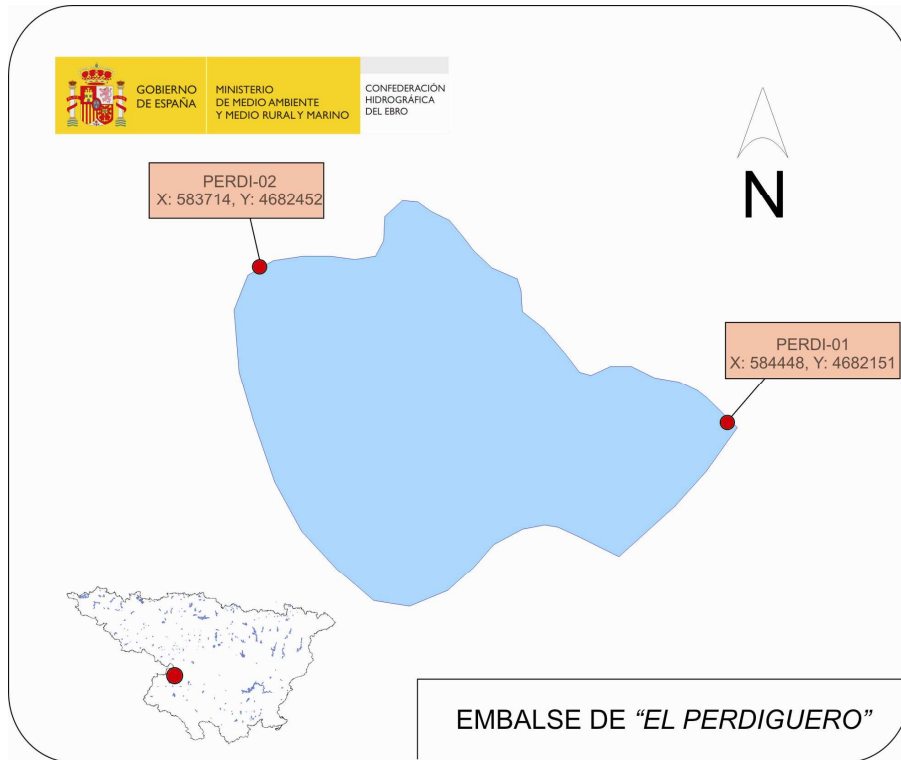 GOBIERNO
DE ESPAÑA
MINISTERIO
DE MEDIO AMBIENTE
Y MEDIO RURAL Y MARINO
CONFEDERACIÓN
HIDROGRÁFICA
DEL EBRO
N
PERDI-02
X: 583714, Y: 4682452
PERDI-01
X: 584448, Y: 4682151
EMBALSE DE "EL PERDIGUERO"